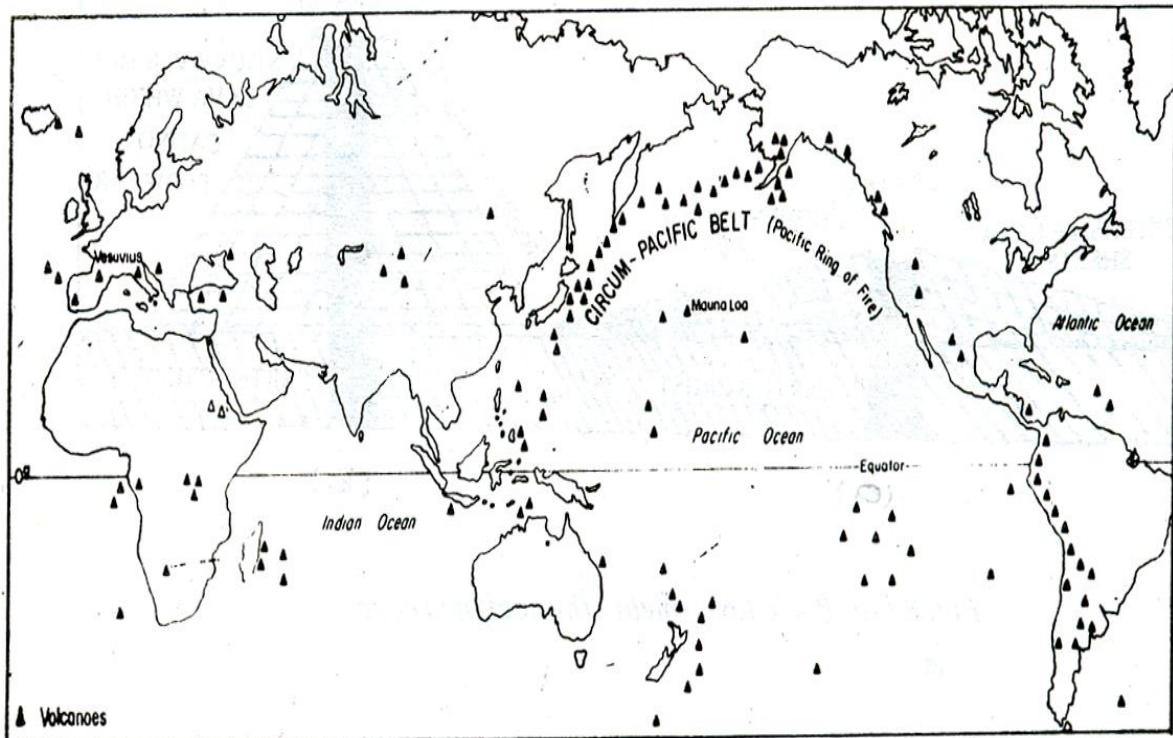 Vesuvius
CIRCUM-PACIFIC BELT
(Pacific Ring of Fire)
Mauna Loa
Atlantic Ocean
Pacific Ocean
0°
Equator
Indian Ocean
Volcanoes